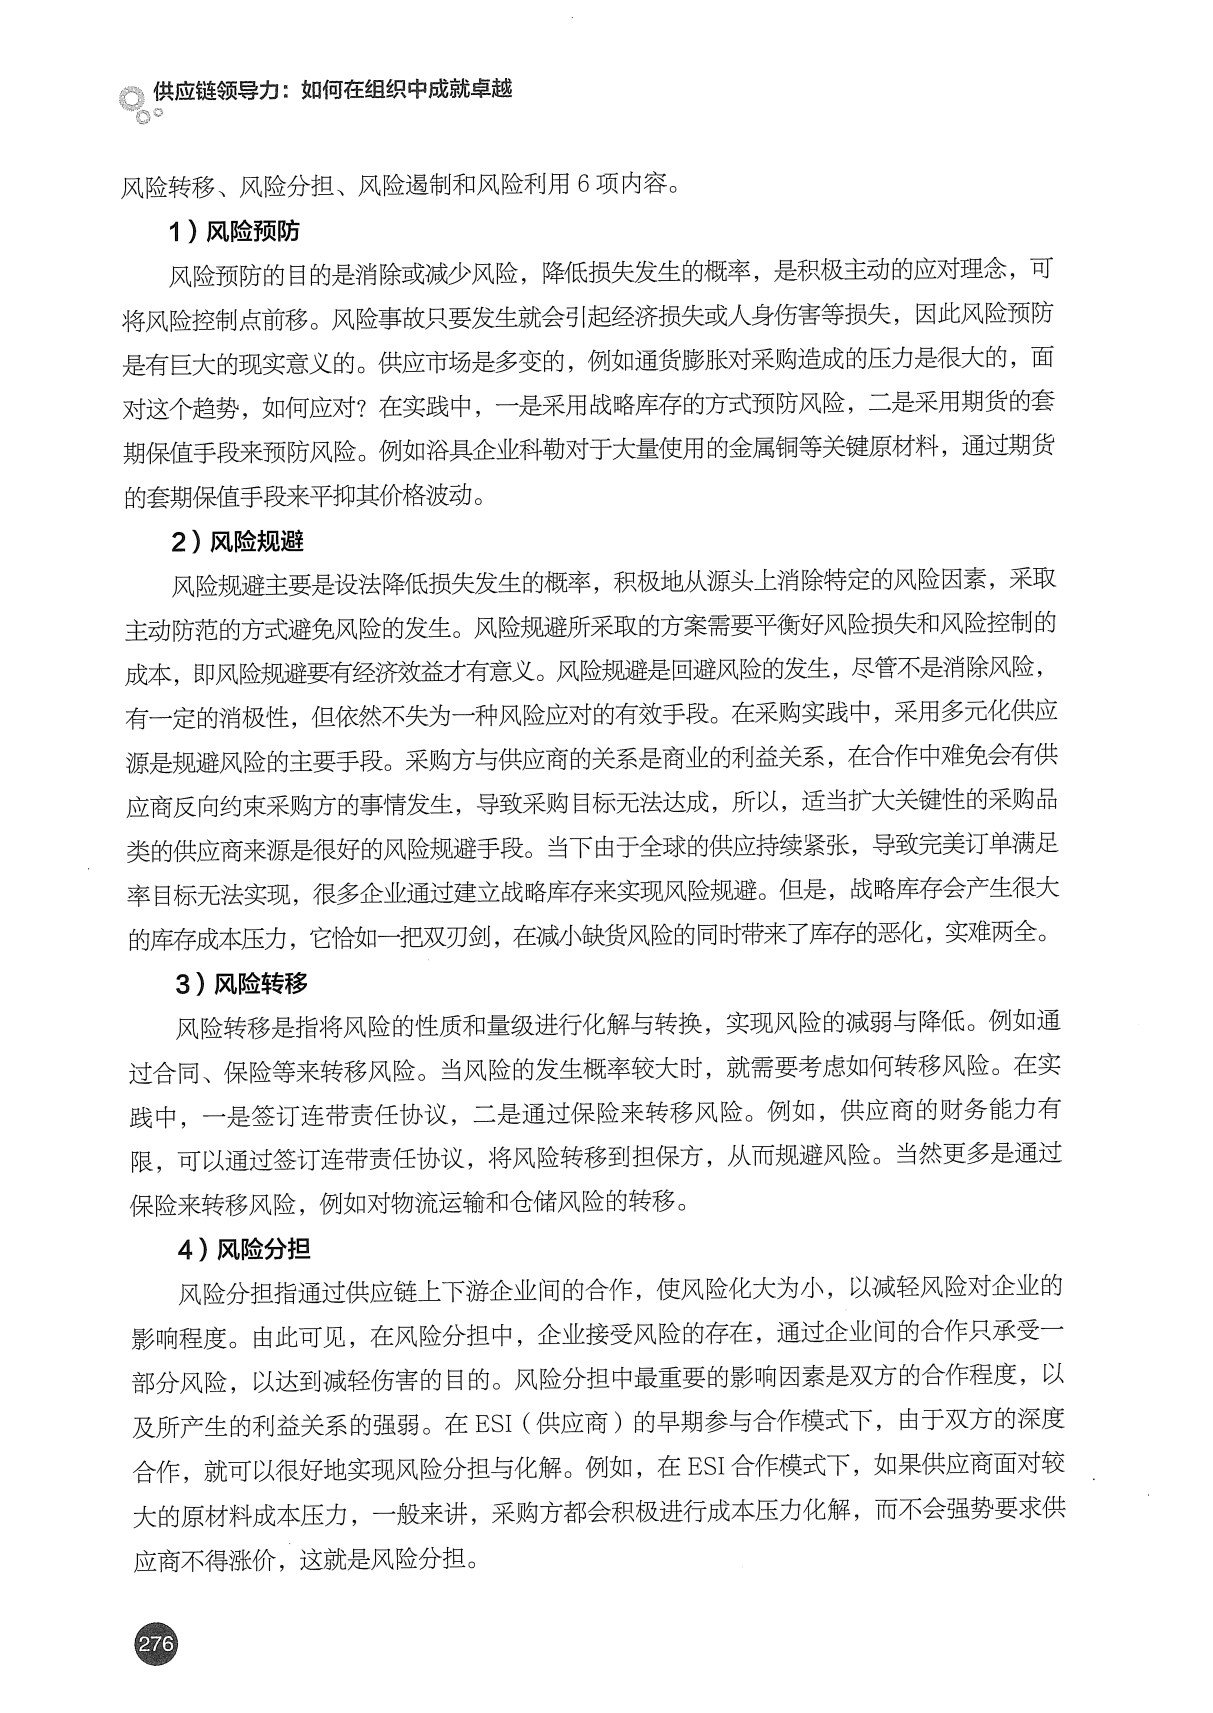 供应链领导力：如何在组织中成就卓越
风险转移、风险分担、风险遏制和风险利用 6 项内容。
1）风险预防
风险预防的目的是消除或减少风险，降低损失发生的概率，是积极主动的应对理念，可
将风险控制点前移。风险事故只要发生就会引起经济损失或人身伤害等损失，因此风险预防
是有巨大的现实意义的。供应市场是多变的，例如通货膨胀对采购造成的压力是很大的，面
对这个趋势，如何应对？在实践中，一是采用战略库存的方式预防风险，二是采用期货的套
期保值手段来预防风险。例如浴具企业科勒对于大量使用的金属铜等关键原材料，通过期货
的套期保值手段来平抑其价格波动。
2）风险规避
风险规避主要是设法降低损失发生的概率，积极地从源头上消除特定的风险因素，采取
主动防范的方式避免风险的发生。风险规避所采取的方案需要平衡好风险损失和风险控制的
成本，即风险规避要有经济效益才有意义。风险规避是回避风险的发生，尽管不是消除风险，
有一定的消极性，但依然不失为一种风险应对的有效手段。在采购实践中，采用多元化供应
源是规避风险的主要手段。采购方与供应商的关系是商业的利益关系，在合作中难免会有供
应商反向约束采购方的事情发生，导致采购目标无法达成，所以，适当扩大关键性的采购品
类的供应商来源是很好的风险规避手段。当下由于全球的供应持续紧张，导致完美订单满足
率目标无法实现，很多企业通过建立战略库存来实现风险规避。但是，战略库存会产生很大
的库存成本压力，它恰如一把双刃剑，在减小缺货风险的同时带来了库存的恶化，实难两全。
3）风险转移
风险转移是指将风险的性质和量级进行化解与转换，实现风险的减弱与降低。例如通
过合同、保险等来转移风险。当风险的发生概率较大时，就需要考虑如何转移风险。在实
践中，一是签订连带责任协议，二是通过保险来转移风险。例如，供应商的财务能力有
限，可以通过签订连带责任协议，将风险转移到担保方，从而规避风险。当然更多是通过
保险来转移风险，例如对物流运输和仓储风险的转移。
4）风险分担
风险分担指通过供应链上下游企业间的合作，使风险化大为小，以减轻风险对企业的
影响程度。由此可见，在风险分担中，企业接受风险的存在，通过企业间的合作只承受一
部分风险，以达到减轻伤害的目的。风险分担中最重要的影响因素是双方的合作程度，以
及所产生的利益关系的强弱。在 ESI（供应商）的早期参与合作模式下，由于双方的深度
合作，就可以很好地实现风险分担与化解。例如，在 ESI 合作模式下，如果供应商面对较
大的原材料成本压力，一般来讲，采购方都会积极进行成本压力化解，而不会强势要求供
应商不得涨价，这就是风险分担。
276